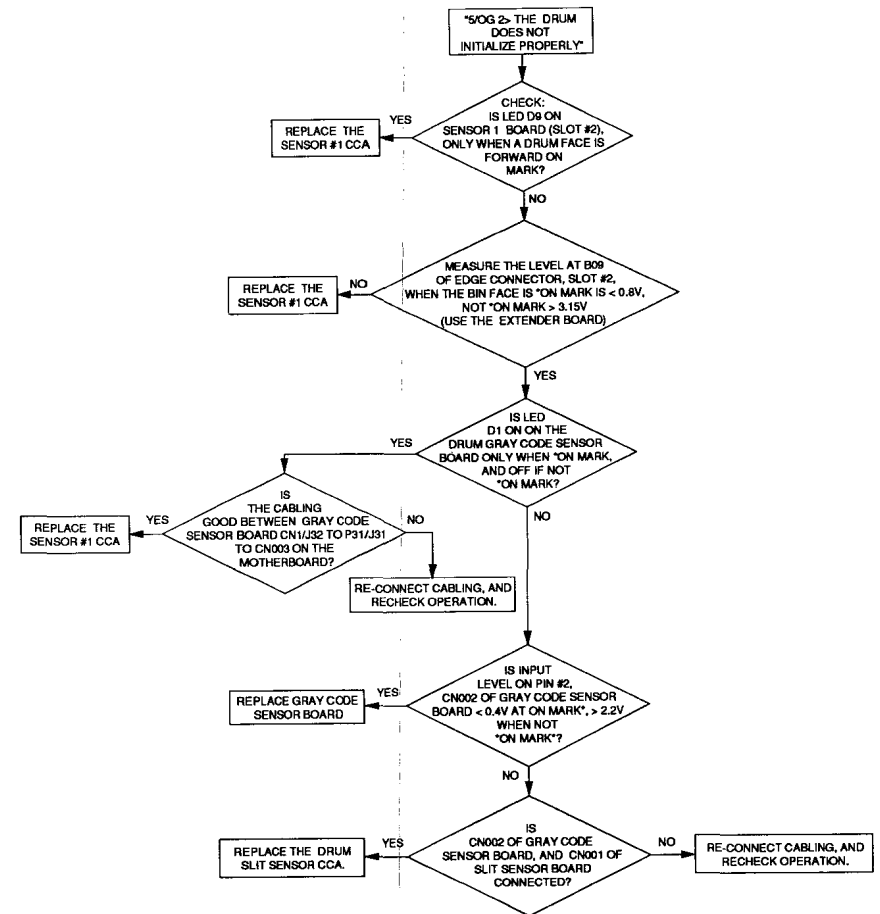 "5/OG 2> THE DRUM
DOES NOT
INITIALIZE PROPERLY"
CHECK:
IS LED D9 ON
SENSOR 1 BOARD (SLOT #2),
ONLY WHEN A DRUM FACE IS
FORWARD ON
MARK?
YES
REPLACE THE
SENSOR #1 CCA
NO
MEASURE THE LEVEL AT B09
OF EDGE CONNECTOR, SLOT #2,
WHEN THE BIN FACE IS "ON MARK IS < 0.8V,
NOT "ON MARK > 3.15V
(USE THE EXTENDER BOARD)
NO
REPLACE THE
SENSOR #1 CCA
YES
IS LED
D1 ON ON THE
DRUM GRAY CODE SENSOR
BOARD ONLY WHEN "ON MARK,
AND OFF IF NOT
"ON MARK?
YES
IS
THE CABLING
GOOD BETWEEN GRAY CODE
SENSOR BOARD CN1/J32 TO P31/J31
TO CN003 ON THE
MOTHERBOARD?
YES
REPLACE THE
SENSOR #1 CCA
NO
RE-CONNECT CABLING, AND
RECHECK OPERATION.
NO
IS INPUT
LEVEL ON PIN #2,
CN002 OF GRAY CODE SENSOR
BOARD < 0.4V AT ON MARK", > 2.2V
WHEN NOT
"ON MARK"?
YES
REPLACE GRAY CODE
SENSOR BOARD
NO
IS
CN002 OF GRAY CODE
SENSOR BOARD, AND CN001 OF
SLIT SENSOR BOARD
CONNECTED?
YES
REPLACE THE DRUM
SLIT SENSOR CCA.
NO
RE-CONNECT CABLING, AND
RECHECK OPERATION.